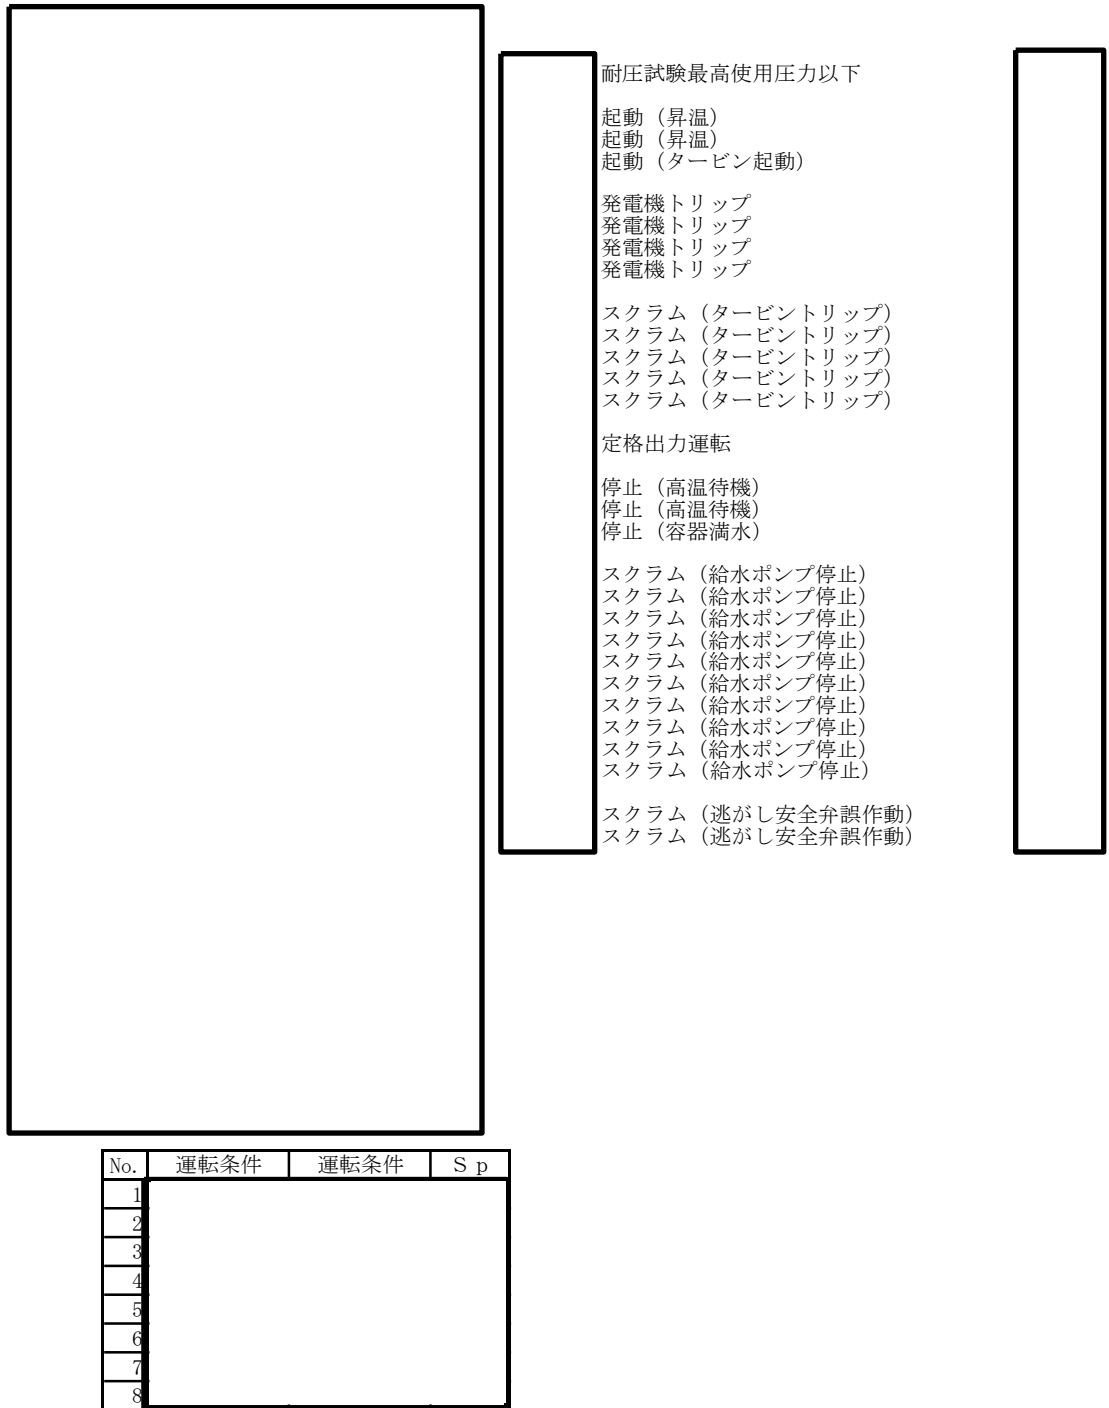 耐圧試験最高使用圧力以下
起動（昇温）
起動（昇温）
起動（タービン起動）
発電機トリップ
発電機トリップ
発電機トリップ
発電機トリップ
スクラム（タービントリップ）
スクラム（タービントリップ）
スクラム（タービントリップ）
スクラム（タービントリップ）
スクラム（タービントリップ）
定格出力運転
停止（高温待機）
停止（高温待機）
停止（容器満水）
スクラム（給水ポンプ停止）
スクラム（給水ポンプ停止）
スクラム（給水ポンプ停止）
スクラム（給水ポンプ停止）
スクラム（給水ポンプ停止）
スクラム（給水ポンプ停止）
スクラム（給水ポンプ停止）
スクラム（給水ポンプ停止）
スクラム（給水ポンプ停止）
スクラム（給水ポンプ停止）
スクラム（逃がし安全弁誤作動）
スクラム（逃がし安全弁誤作動）
No. 運転条件 運転条件 Ｓｐ
1
2
3
4
5
6
7
8